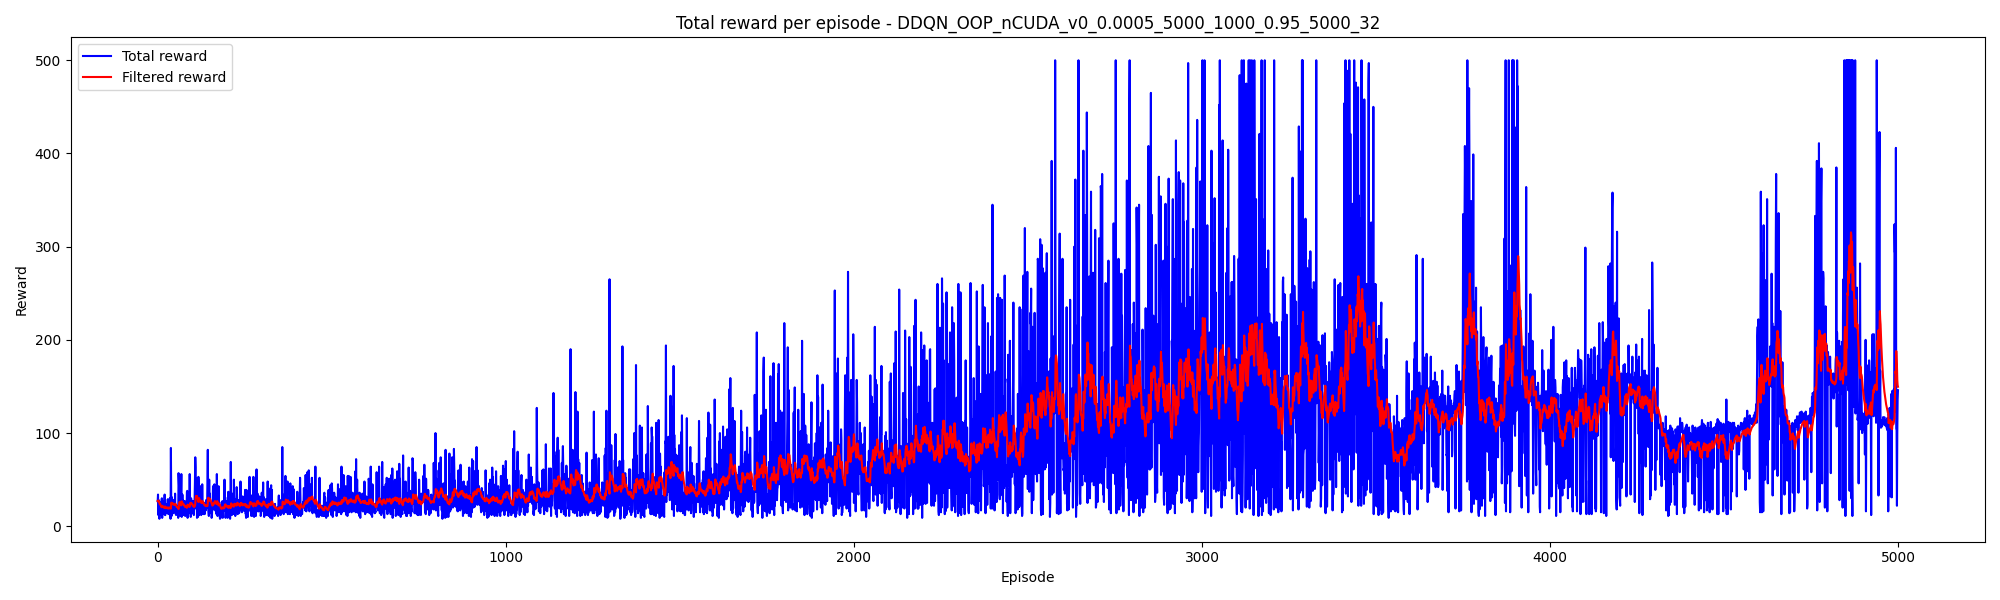 Total reward per episode - DDQN_OOP_nCUDA_v0_0.0005_5000_1000_0.95_5000_32
Total reward
Filtered reward
Reward
500
400
300
200
100
0
0 1000 2000 3000 4000 5000
Episode